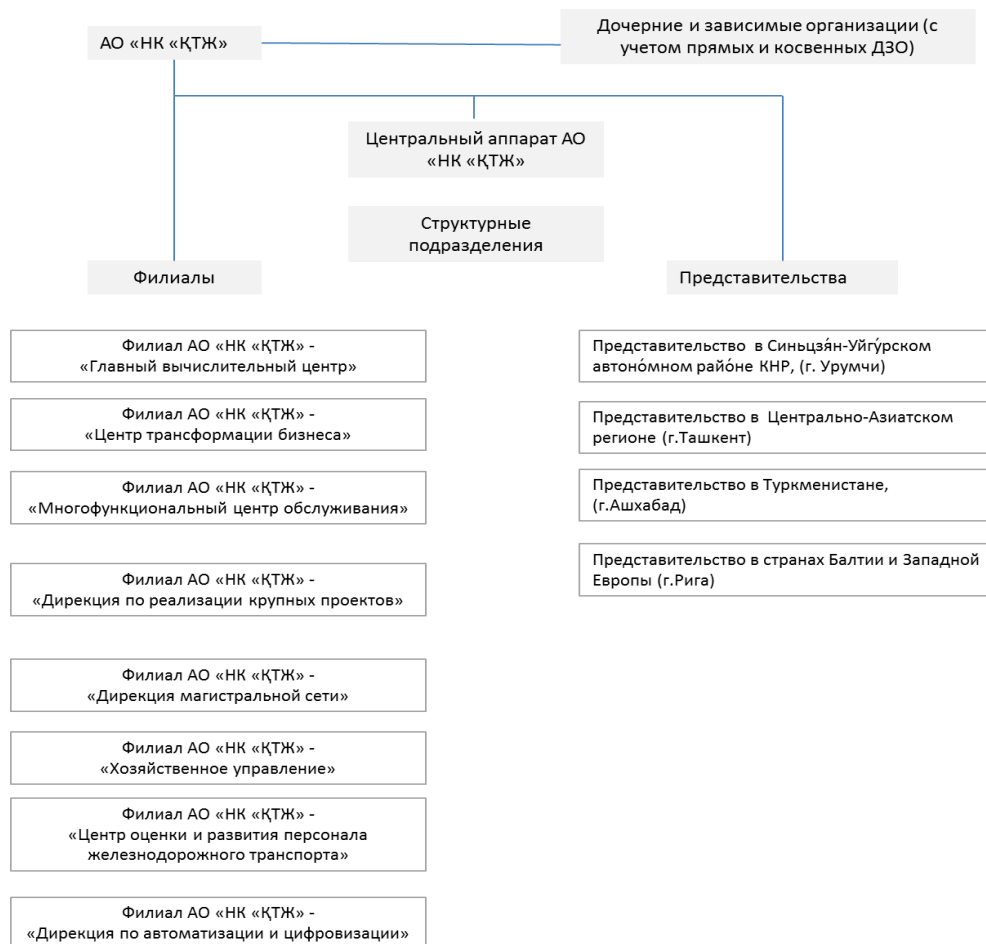 АО «НК «ҚТЖ»
Дочерние и зависимые организации (с
учетом прямых и косвенных ДЗО)
Центральный аппарат АО
«НК «ҚТЖ»
Структурные
подразделения
Филиалы
Представительства
Филиал АО «НК «ҚТЖ» -
«Главный вычислительный центр»
Филиал АО «НК «ҚТЖ» -
«Центр трансформации бизнеса»
Филиал АО «НК «ҚТЖ» -
«Многофункциональный центр обслуживания»
Филиал АО «НК «ҚТЖ» -
«Дирекция по реализации крупных проектов»
Филиал АО «НК «ҚТЖ» -
«Дирекция магистральной сети»
Филиал АО «НК «ҚТЖ» -
«Хозяйственное управление»
Филиал АО «НК «ҚТЖ» -
«Центр оценки и развития персонала
железнодорожного транспорта»
Филиал АО «НК «ҚТЖ» -
«Дирекция по автоматизации и цифровизации»
Представительство в Синьцзя́н-Уйгу́рском
автоно́мном райо́не КНР, (г. Урумчи)
Представительство в Центрально-Азиатском
регионе (г.Ташкент)
Представительство в Туркменистане,
(г.Ашхабад)
Представительство в странах Балтии и Западной
Европы (г.Рига)